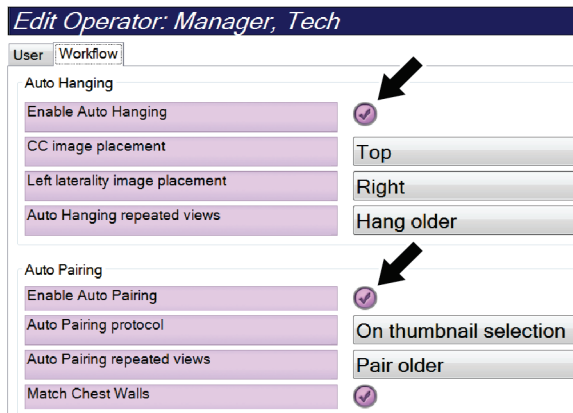 Edit Operator: Manager, Tech
User Workflow
Auto Hanging
Enable Auto Hanging
CC image placement Top
Left laterality image placement Right
Auto Hanging repeated views Hang older
Auto Pairing
Enable Auto Pairing
Auto Pairing protocol On thumbnail selection
Auto Pairing repeated views Pair older
Match Chest Walls